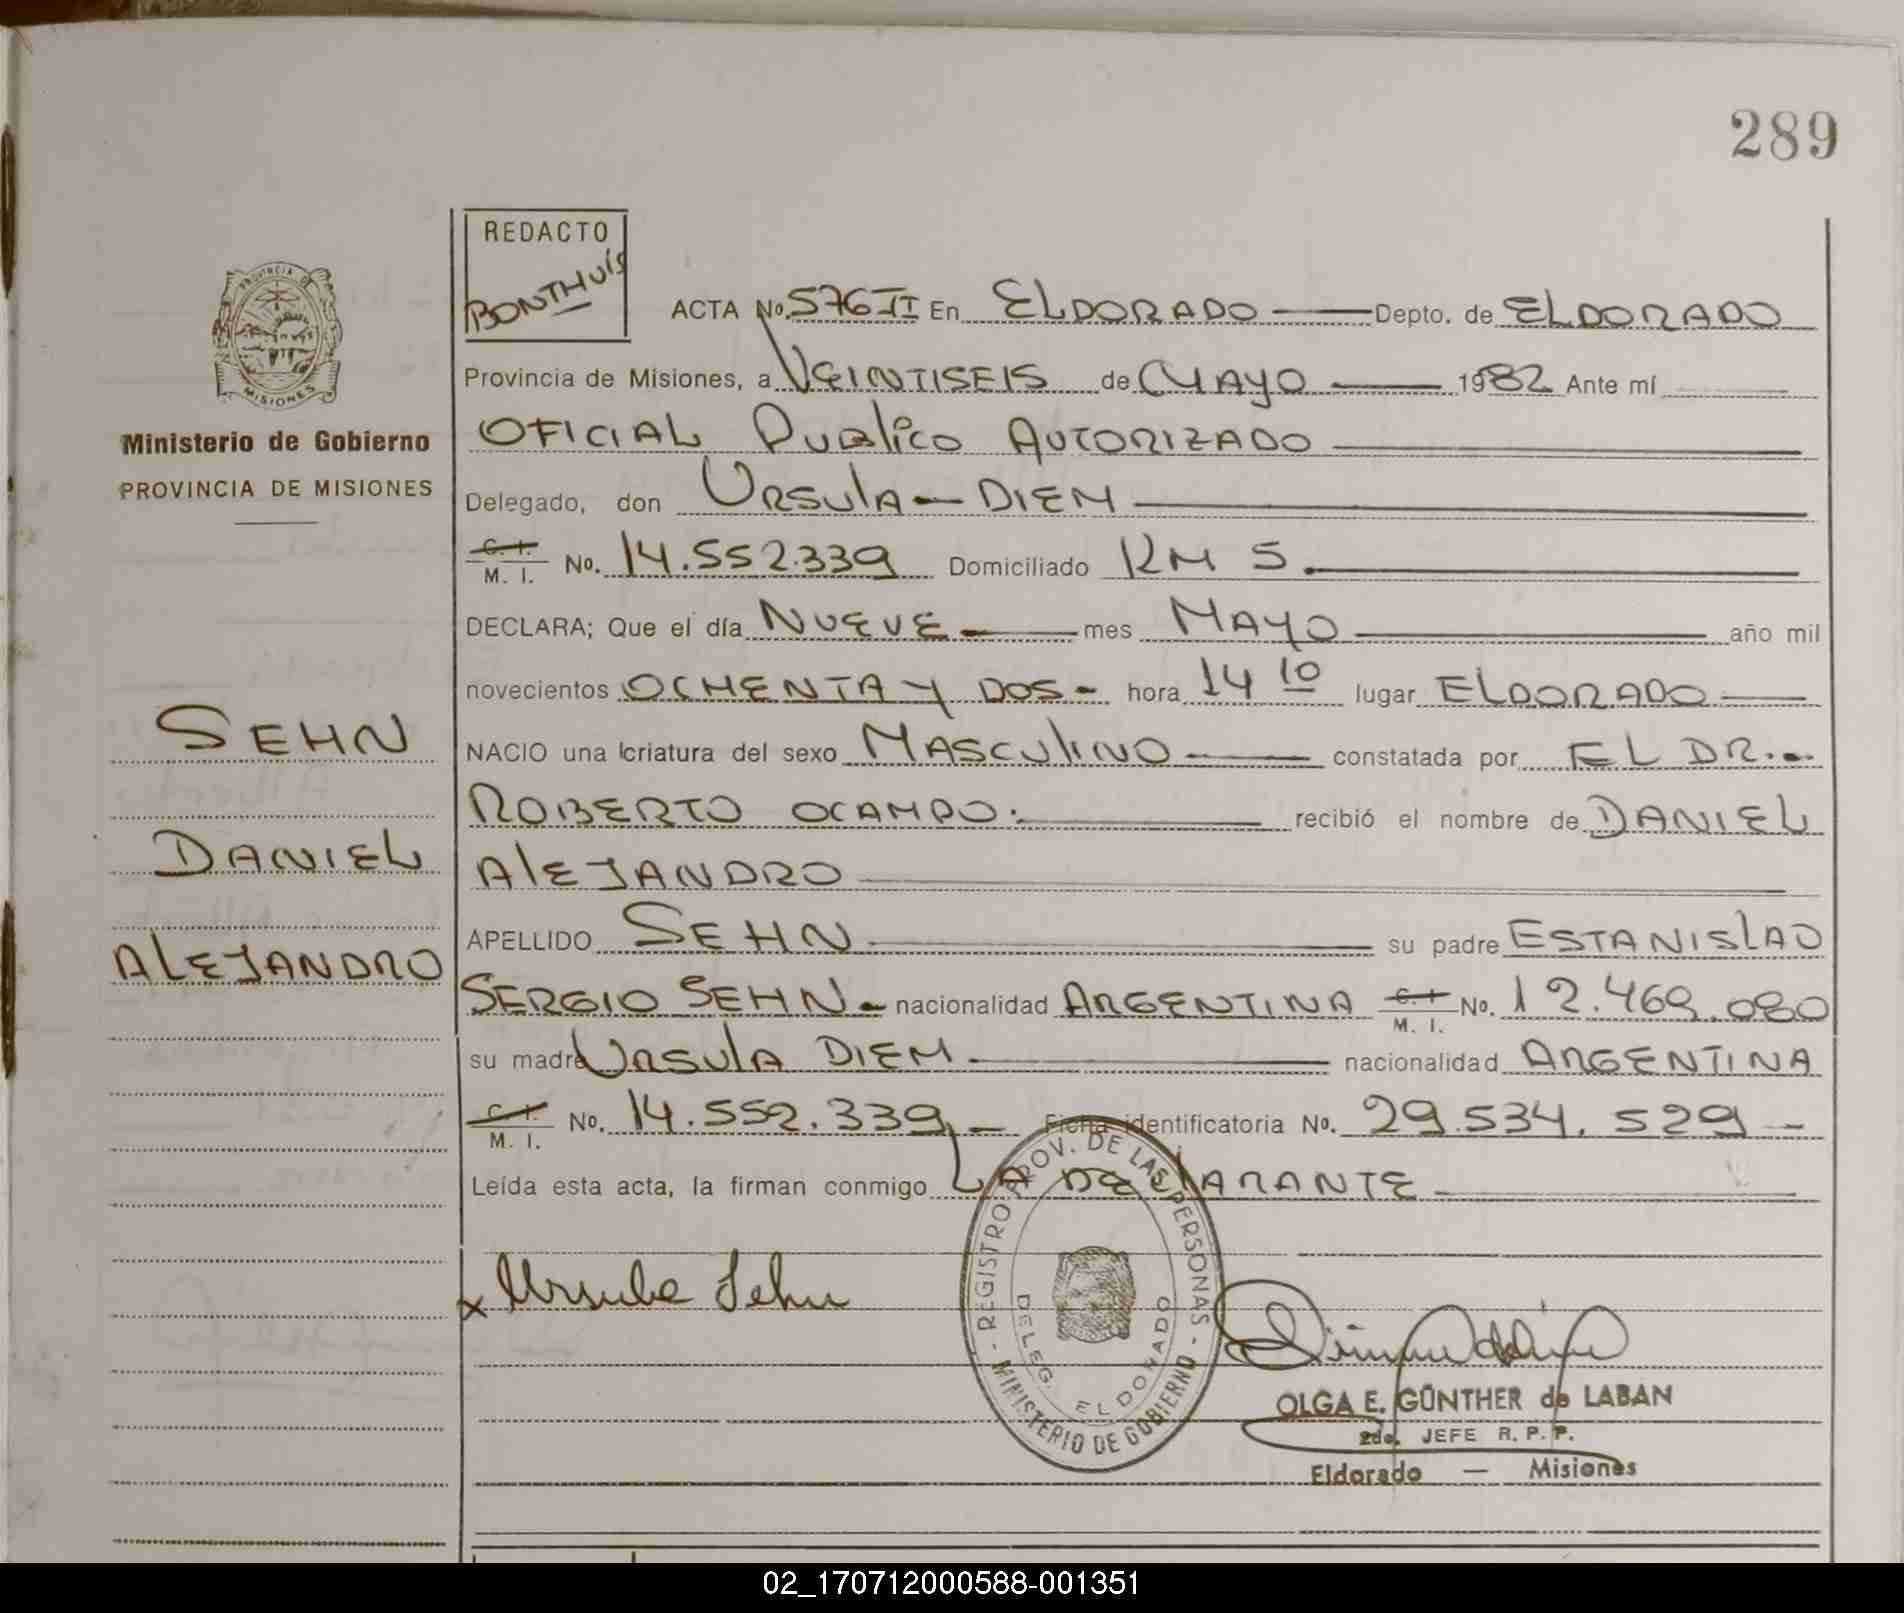 289
REDACTO
BONTHUIS
ACTA No. 576 II En ELDORADO Depto. de ELDORADO
Provincia de Misiones, a VEINTISEIS de MAYO 1982 Ante mí
OFICIAL PUBLICO AUTORIZADO
Delegado, don URSULA - DIEM
C. I.
M. I. No. 14.552.339 Domiciliado KM 5.
DECLARA; Que el día NUEVE mes MAYO año mil
novecientos OCHENTA Y DOS - hora 14 10 lugar ELDORADO
NACIO una criatura del sexo MASCULINO constatada por EL DR. -
ROBERTO OCAMPO. recibió el nombre de DANIEL
ALEJANDRO
APELLIDO SEHN su padre ESTANISLAO
SERGIO SEHN - nacionalidad ARGENTINA C. I. M. I. No. 12.469.080
su madre URSULA DIEM nacionalidad ARGENTINA
C. I.
M. I. No. 14.552.339 - Ficha identificatoria No. 29.534.529 -
Leída esta acta, la firman conmigo LA DECLARANTE
x Ursula Sehn
PROVINCIA DE
MISIONES
Ministerio de Gobierno
PROVINCIA DE MISIONES
SEHN
DANIEL
ALEJANDRO
- REGISTRO PROV. DE LAS PERSONAS -
MINISTERIO DE GOBIERNO
DELEG. ELDORADO
OLGA E. GÜNTHER de LABAN
2do. JEFE R. P. P.
Eldorado — Misiones
02_170712000588-001351